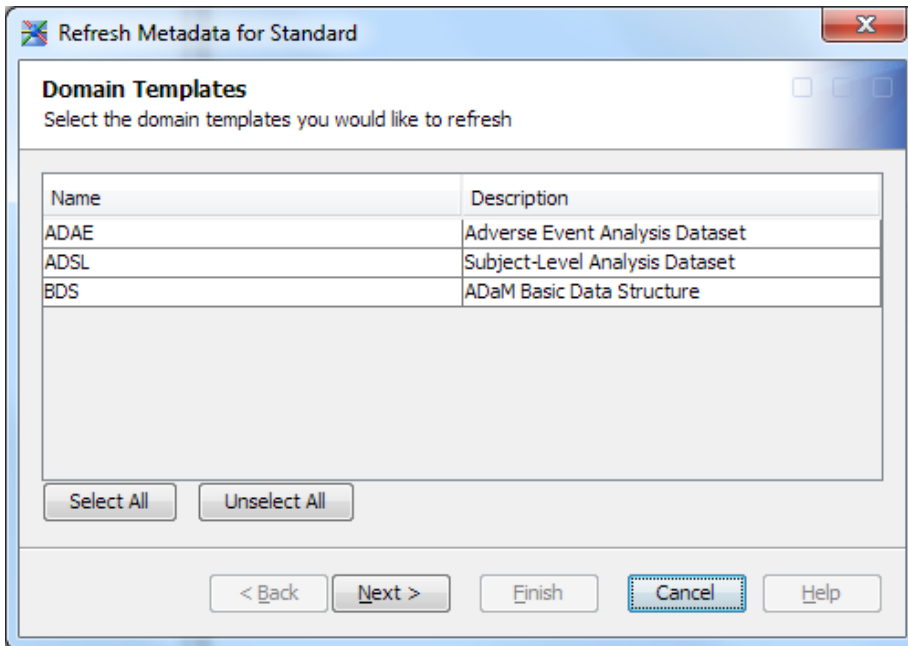 Refresh Metadata for Standard
Domain Templates
Select the domain templates you would like to refresh
Name Description
ADAE Adverse Event Analysis Dataset
ADSL Subject-Level Analysis Dataset
BDS ADaM Basic Data Structure
Select All Unselect All
< Back Next > Finish Cancel Help